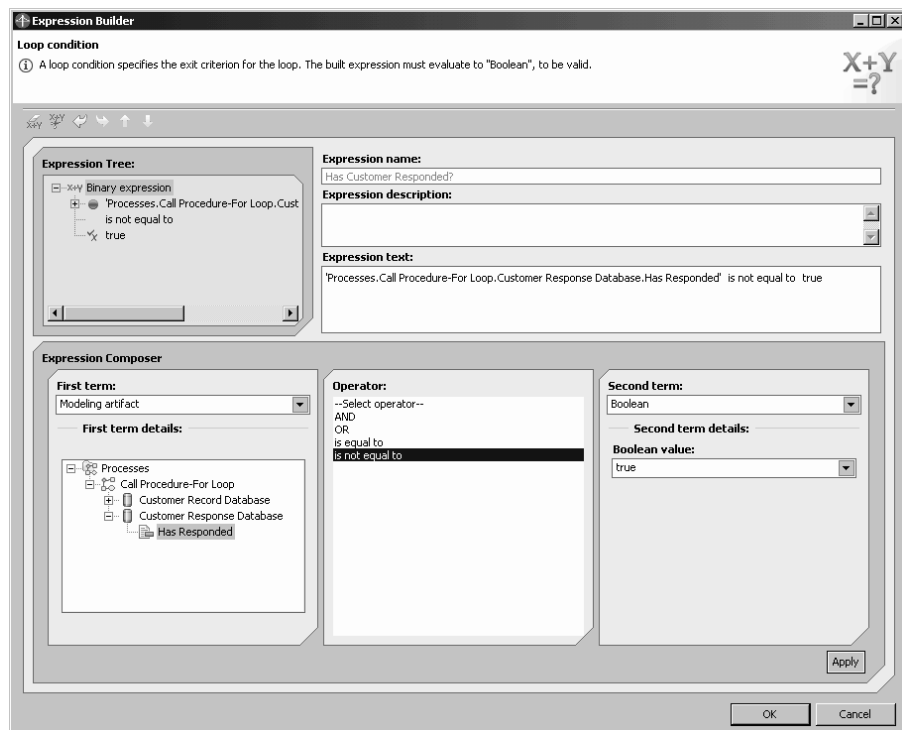 Expression Builder
Loop condition
A loop condition specifies the exit criterion for the loop. The built expression must evaluate to "Boolean", to be valid.
X+Y
=?
X+Y X+Y
Expression Tree:
X+Y Binary expression
'Processes.Call Procedure-For Loop.Cust
is not equal to
true
Expression name:
Has Customer Responded?
Expression description:
Expression text:
'Processes.Call Procedure-For Loop.Customer Response Database.Has Responded' is not equal to true
Expression Composer
First term:
Modeling artifact
First term details:
Processes
Call Procedure-For Loop
Customer Record Database
Customer Response Database
Has Responded
Operator:
--Select operator--
AND
OR
is equal to
is not equal to
Second term:
Boolean
Second term details:
Boolean value:
true
Apply
OK
Cancel